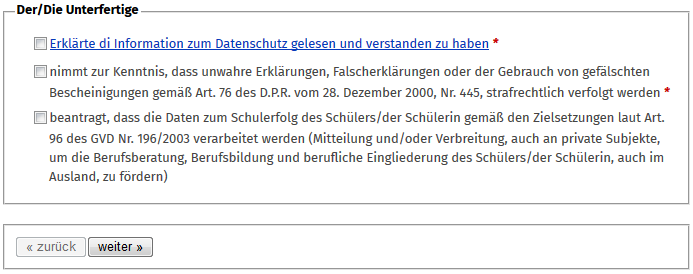 Der/Die Unterfertige
Erklärte di Information zum Datenschutz gelesen und verstanden zu haben *
nimmt zur Kenntnis, dass unwahre Erklärungen, Falscherklärungen oder der Gebrauch von gefälschten
Bescheinigungen gemäß Art. 76 des D.P.R. vom 28. Dezember 2000, Nr. 445, strafrechtlich verfolgt werden *
beantragt, dass die Daten zum Schulerfolg des Schülers/der Schülerin gemäß den Zielsetzungen laut Art.
96 des GVD Nr. 196/2003 verarbeitet werden (Mitteilung und/oder Verbreitung, auch an private Subjekte,
um die Berufsberatung, Berufsbildung und berufliche Eingliederung des Schülers/der Schülerin, auch im
Ausland, zu fördern)
« zurück weiter »